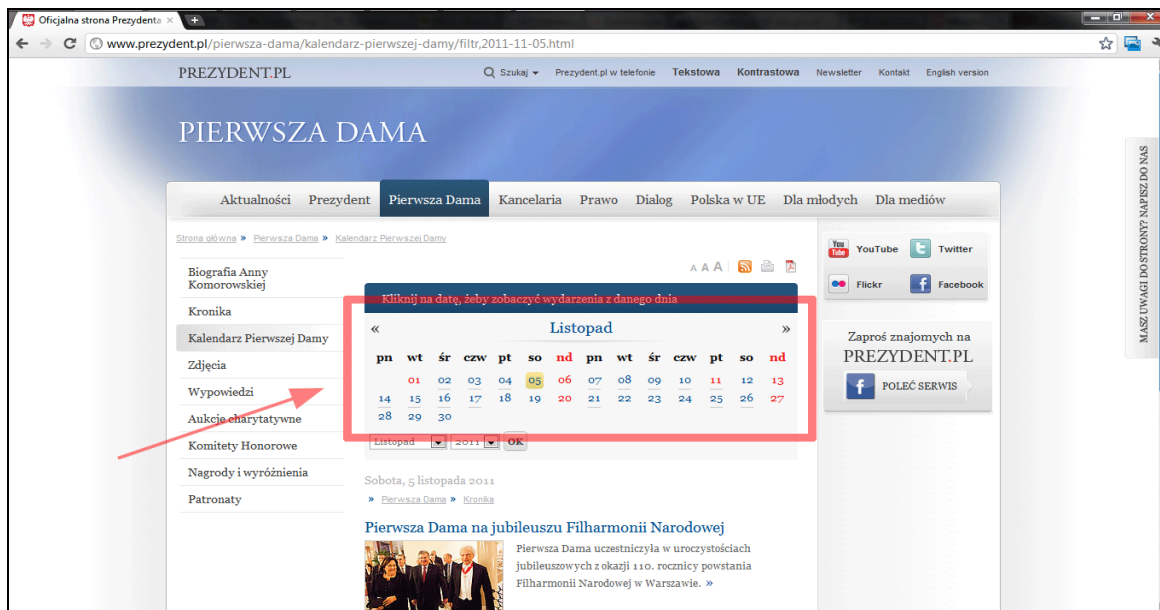 Oficjalna strona Prezydenta
www.prezydent.pl/pierwsza-dama/kalendarz-pierwszej-damy/filtr,2011-11-05.html
PREZYDENT.PL Szukaj Prezydent.pl w telefonie Tekstowa Kontrastowa Newsletter Kontakt English version
PIERWSZA DAMA
MASZ UWAGI DO STRONY? NAPISZ DO NAS
Aktualności Prezydent Pierwsza Dama Kancelaria Prawo Dialog Polska w UE Dla młodych Dla mediów
Strona główna » Pierwsza Dama » Kalendarz Pierwszej Damy
Biografia Anny
Komorowskiej
Kronika
Kalendarz Pierwszej Damy
Zdjęcia
Wypowiedzi
Aukcje charytatywne
Komitety Honorowe
Nagrody i wyróżnienia
Patronaty
A A A
Kliknij na datę, żeby zobaczyć wydarzenia z danego dnia
« Listopad »
pn wt śr czw pt so nd pn wt śr czw pt so nd
01 02 03 04 05 06 07 08 09 10 11 12 13
14 15 16 17 18 19 20 21 22 23 24 25 26 27
28 29 30
Listopad 2011 OK
Sobota, 5 listopada 2011
» Pierwsza Dama » Kronika
Pierwsza Dama na jubileuszu Filharmonii Narodowej
Pierwsza Dama uczestniczyła w uroczystościach
jubileuszowych z okazji 110. rocznicy powstania
Filharmonii Narodowej w Warszawie. »
You Tube YouTube Twitter
Flickr f Facebook
Zaproś znajomych na
PREZYDENT.PL
f POLEĆ SERWIS